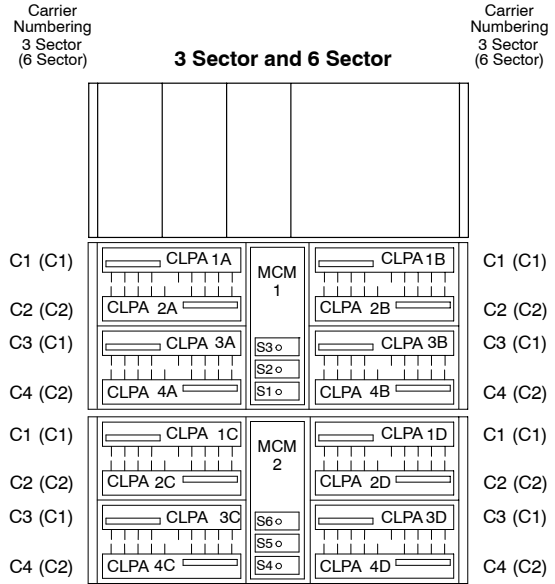 Carrier
Numbering
3 Sector
(6 Sector)
3 Sector and 6 Sector
Carrier
Numbering
3 Sector
(6 Sector)
C1 (C1)
CLPA 1A
MCM
1
CLPA 1B
C1 (C1)
C2 (C2)
CLPA 2A
CLPA 2B
C2 (C2)
C3 (C1)
CLPA 3A
S3
CLPA 3B
C3 (C1)
S2
C4 (C2)
CLPA 4A
S1
CLPA 4B
C4 (C2)
C1 (C1)
CLPA 1C
MCM
2
CLPA 1D
C1 (C1)
C2 (C2)
CLPA 2C
CLPA 2D
C2 (C2)
C3 (C1)
CLPA 3C
S6
CLPA 3D
C3 (C1)
S5
C4 (C2)
CLPA 4C
S4
CLPA 4D
C4 (C2)